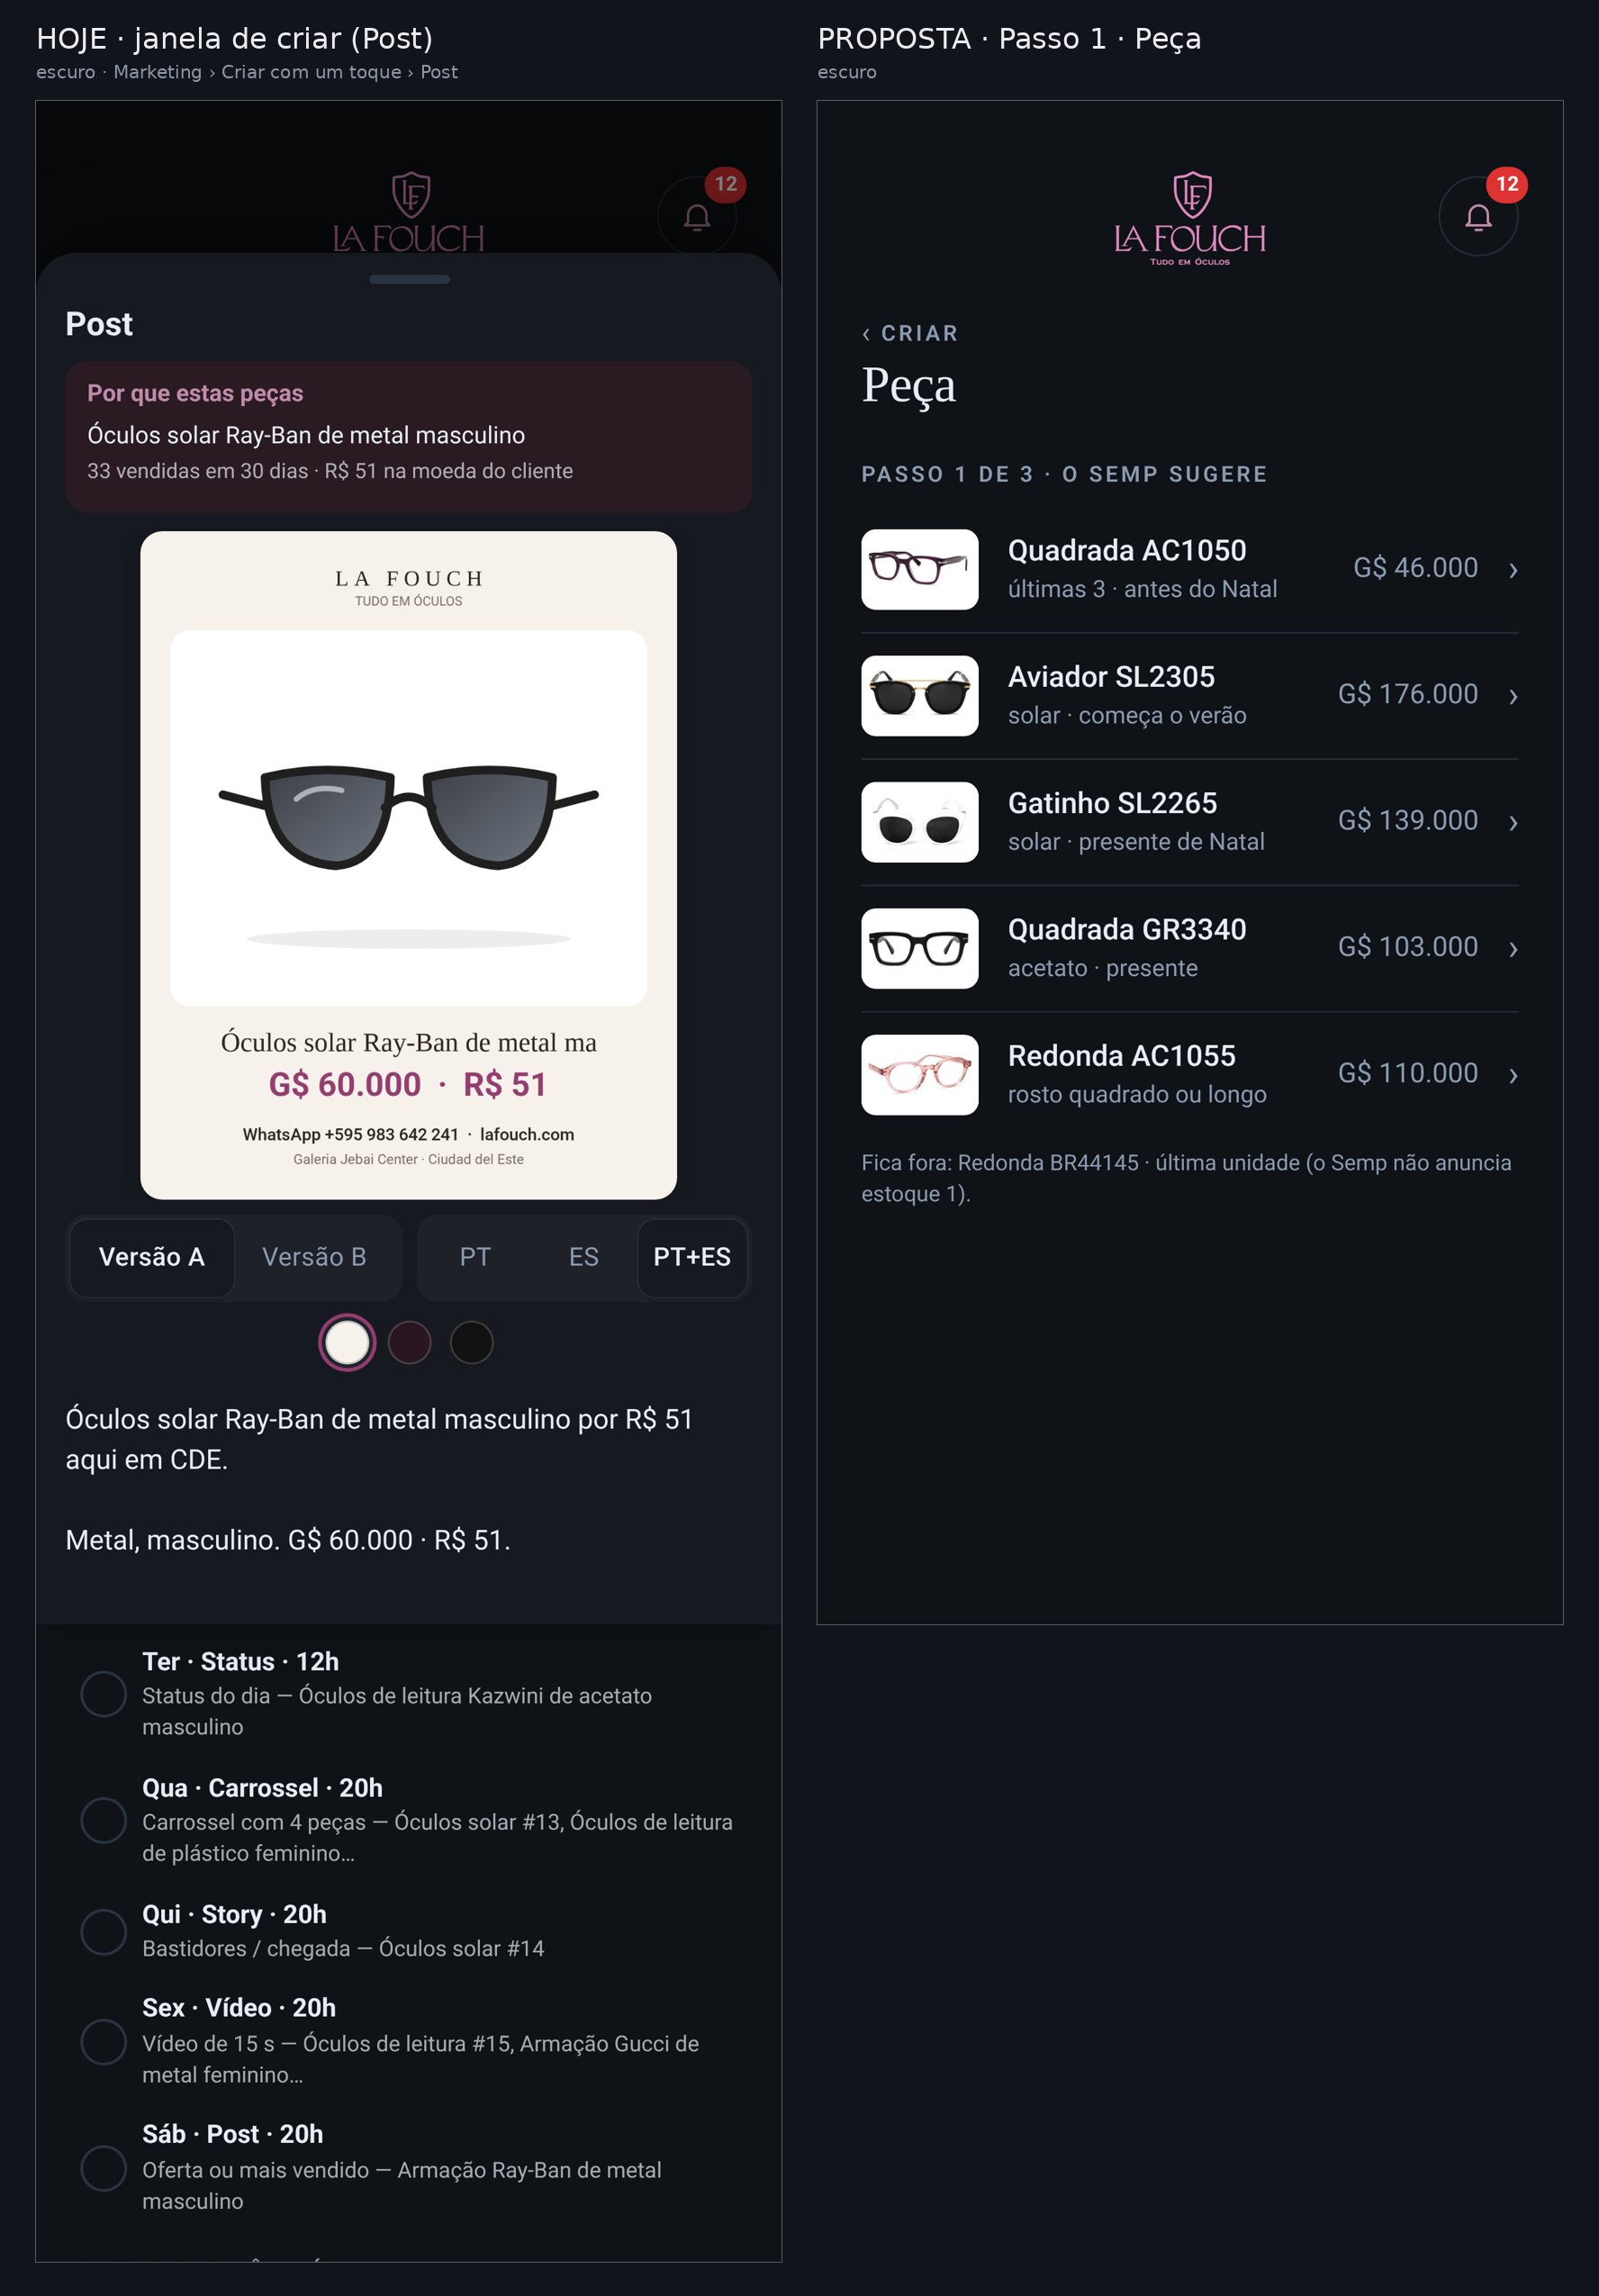 HOJE · janela de criar (Post)
escuro · Marketing › Criar com um toque › Post
LF
LA FOUCH
12
Post
Por que estas peças
Óculos solar Ray-Ban de metal masculino
33 vendidas em 30 dias · R$ 51 na moeda do cliente
LA FOUCH
TUDO EM ÓCULOS
Óculos solar Ray-Ban de metal ma
G$ 60.000 · R$ 51
WhatsApp +595 983 642 241 · lafouch.com
Galeria Jebai Center · Ciudad del Este
Versão A
Versão B
PT
ES
PT+ES
Óculos solar Ray-Ban de metal masculino por R$ 51
aqui em CDE.
Metal, masculino. G$ 60.000 · R$ 51.
Ter · Status · 12h
Status do dia — Óculos de leitura Kazwini de acetato
masculino
Qua · Carrossel · 20h
Carrossel com 4 peças — Óculos solar #13, Óculos de leitura
de plástico feminino…
Qui · Story · 20h
Bastidores / chegada — Óculos solar #14
Sex · Vídeo · 20h
Vídeo de 15 s — Óculos de leitura #15, Armação Gucci de
metal feminino…
Sáb · Post · 20h
Oferta ou mais vendido — Armação Ray-Ban de metal
masculino
PROPOSTA · Passo 1 · Peça
escuro
LF
LA FOUCH
TUDO EM ÓCULOS
12
‹ CRIAR
Peça
PASSO 1 DE 3 · O SEMP SUGERE
Quadrada AC1050
últimas 3 · antes do Natal
G$ 46.000 ›
Aviador SL2305
solar · começa o verão
G$ 176.000 ›
Gatinho SL2265
solar · presente de Natal
G$ 139.000 ›
Quadrada GR3340
acetato · presente
G$ 103.000 ›
Redonda AC1055
rosto quadrado ou longo
G$ 110.000 ›
Fica fora: Redonda BR44145 · última unidade (o Semp não anuncia
estoque 1).